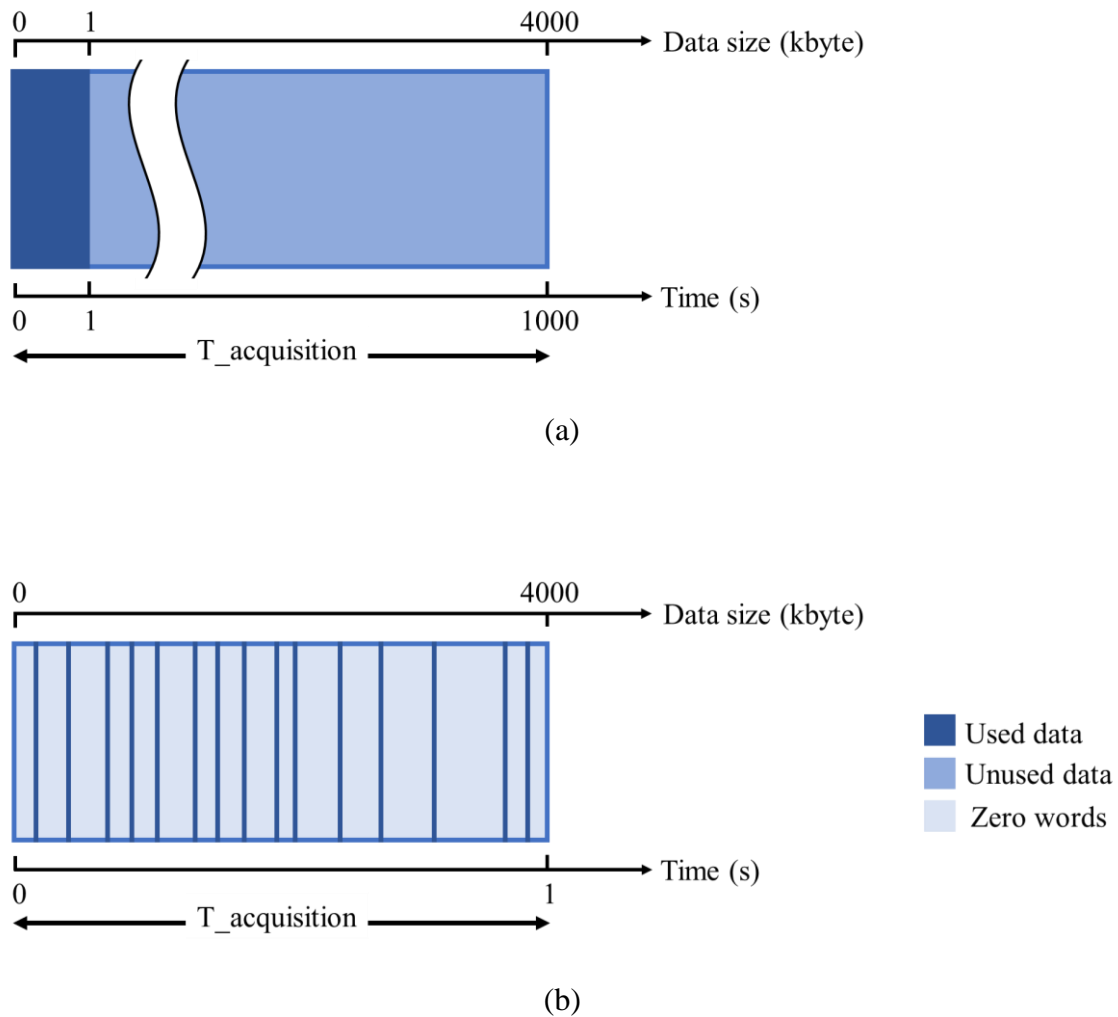 0 1 4000
Data size (kbyte)
Time (s)
0 1 1000
T_acquisition
(a)
0 4000
Data size (kbyte)
Used data
Unused data
Zero words
Time (s)
0 1
T_acquisition
(b)